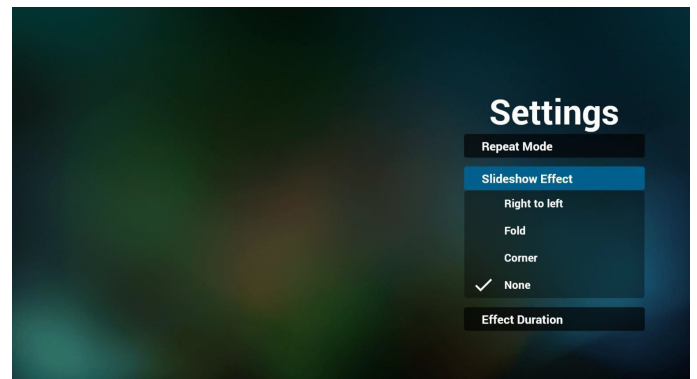 Settings
Repeat Mode
Slideshow Effect
Right to left
Fold
Corner
None
Effect Duration